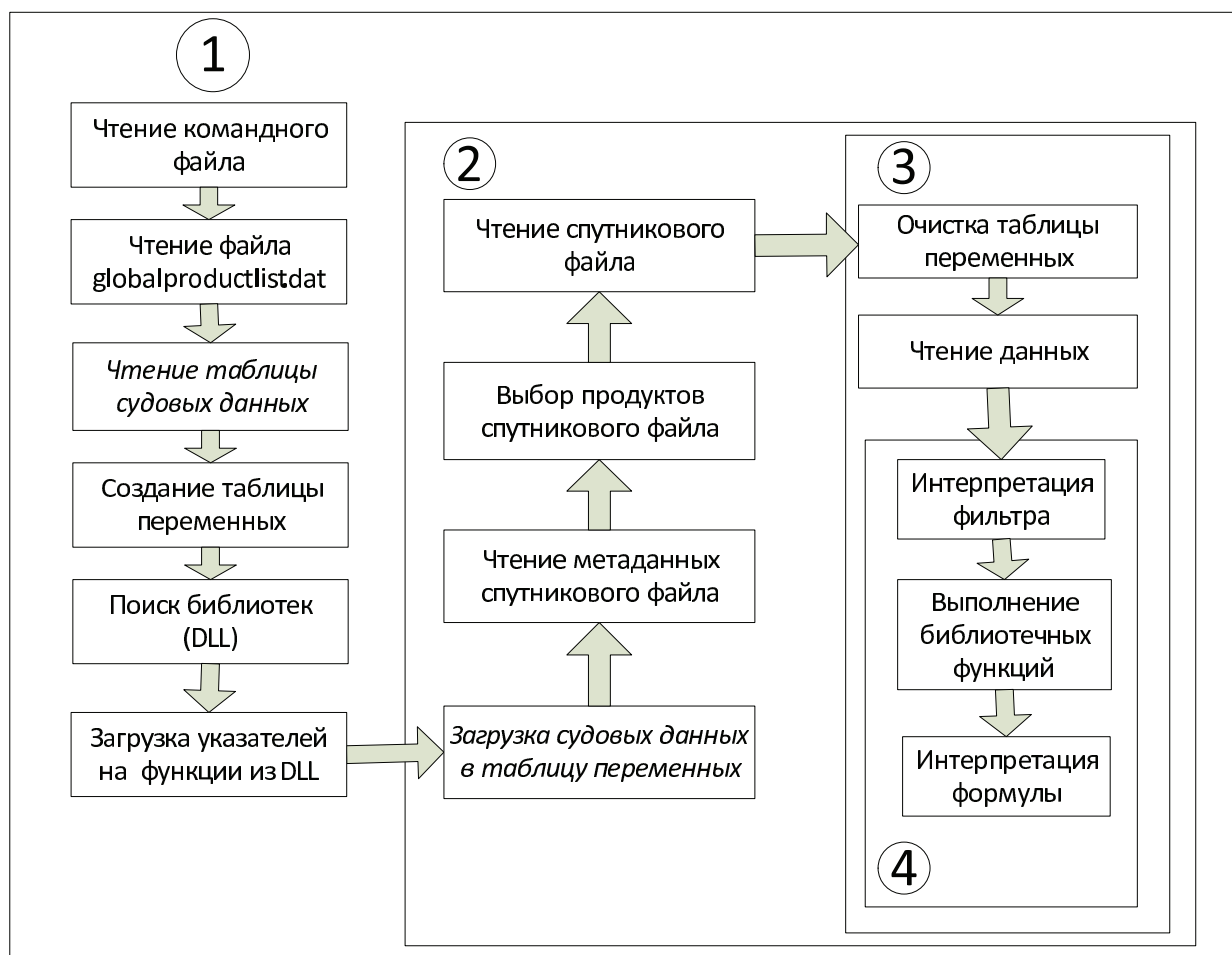 1
Чтение командного
файла
Чтение файла
globalproductlist.dat
Чтение таблицы
судовых данных
Создание таблицы
переменных
Поиск библиотек
(DLL)
Загрузка указателей
на функции из DLL
2
Чтение спутникового
файла
Выбор продуктов
спутникового файла
Чтение метаданных
спутникового файла
Загрузка судовых данных
в таблицу переменных
3
Очистка таблицы
переменных
Чтение данных
Интерпретация
фильтра
Выполнение
библиотечных
функций
Интерпретация
формулы
4